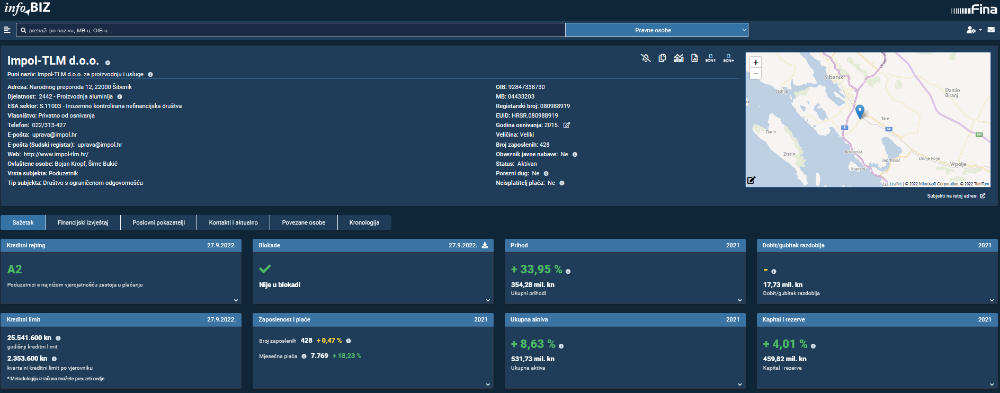 info.BIZ
Fina
pretraži po nazivu, MB-u, OIB-u...
Pravne osobe
Impol-TLM d.o.o.
BON1
BON+
Puni naziv: Impol-TLM d.o.o. za proizvodnju i usluge
Adresa: Narodnog preporoda 12, 22000 Šibenik
Djelatnost: 2442 - Proizvodnja aluminija
ESA sektor: S.11003 - Inozemno kontrolirana nefinancijska društva
Vlasništvo: Privatno od osnivanja
Telefon: 022/313-427
E-pošta: uprava@impol.hr
E-pošta (Sudski registar): uprava@impol.hr
Web: http://www.impol-tlm.hr/
Ovlaštene osobe: Bojan Kropf, Šime Bukić
Vrsta subjekta: Poduzetnik
Tip subjekta: Društvo s ograničenom odgovornošću
OIB: 92847338730
MB: 04433203
Registarski broj: 080988919
EUID: HRSR.080988919
Godina osnivanja: 2015.
Veličina: Veliki
Broj zaposlenih: 428
Obveznik javne nabave: Ne
Status: Aktivan
Porezni dug: Ne
Neisplatitelj plaća: Ne
+
−
Šibenik
Jadrija
Danilo
Biranj
Tare
8
58
Zlarin
Zlarin
Brodarica
Jadrtovac
Donje Polje
Vrpolje
Krapanj
Leaflet | © 2022 Microsoft Corporation, © 2022 TomTom
Subjekti na istoj adresi
Sažetak
Financijski izvještaj
Poslovni pokazatelji
Kontakti i aktualno
Povezane osobe
Kronologija
Kreditni rejting 27.9.2022.
A2
Poduzetnici s najnižom vjerojatnošću zastoja u plaćanju
Blokade 27.9.2022.
Nije u blokadi
Prihod 2021
+ 33,95 %
354,28 mil. kn
Ukupni prihodi
Dobit/gubitak razdoblja 2021
-
17,73 mil. kn
Dobit/gubitak razdoblja
Kreditni limit 27.9.2022.
25.541.600 kn
godišnji kreditni limit
2.353.600 kn
kvartalni kreditni limit po vjerovniku
* Metodologiju izračuna možete preuzeti ovdje.
Zaposlenost i plaće 2021
Broj zaposlenih 428 + 0,47 %
Mjesečna plaća 7.769 + 18,23 %
Ukupna aktiva 2021
+ 8,63 %
531,73 mil. kn
Ukupna aktiva
Kapital i rezerve 2021
+ 4,01 %
459,82 mil. kn
Kapital i rezerve